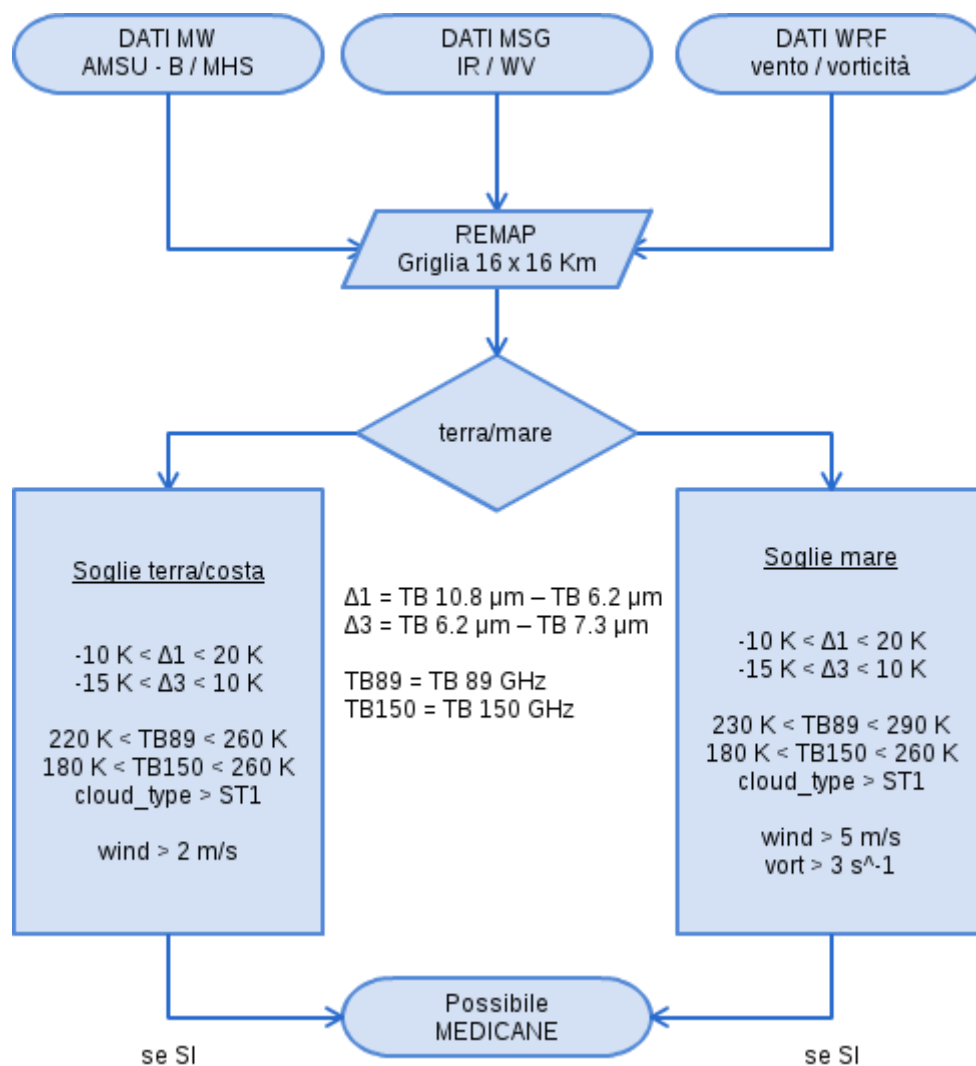 DATI MW
AMSU - B / MHS
DATI MSG
IR / WV
DATI WRF
vento / vorticità
REMAP
Griglia 16 x 16 Km
terra/mare
Soglie terra/costa
-10 K < Δ1 < 20 K
-15 K < Δ3 < 10 K
220 K < TB89 < 260 K
180 K < TB150 < 260 K
cloud_type > ST1
wind > 2 m/s
Δ1 = TB 10.8 µm – TB 6.2 µm
Δ3 = TB 6.2 µm – TB 7.3 µm
TB89 = TB 89 GHz
TB150 = TB 150 GHz
Soglie mare
-10 K < Δ1 < 20 K
-15 K < Δ3 < 10 K
230 K < TB89 < 290 K
180 K < TB150 < 260 K
cloud_type > ST1
wind > 5 m/s
vort > 3 s^-1
Possibile
MEDICANE
se SI
se SI